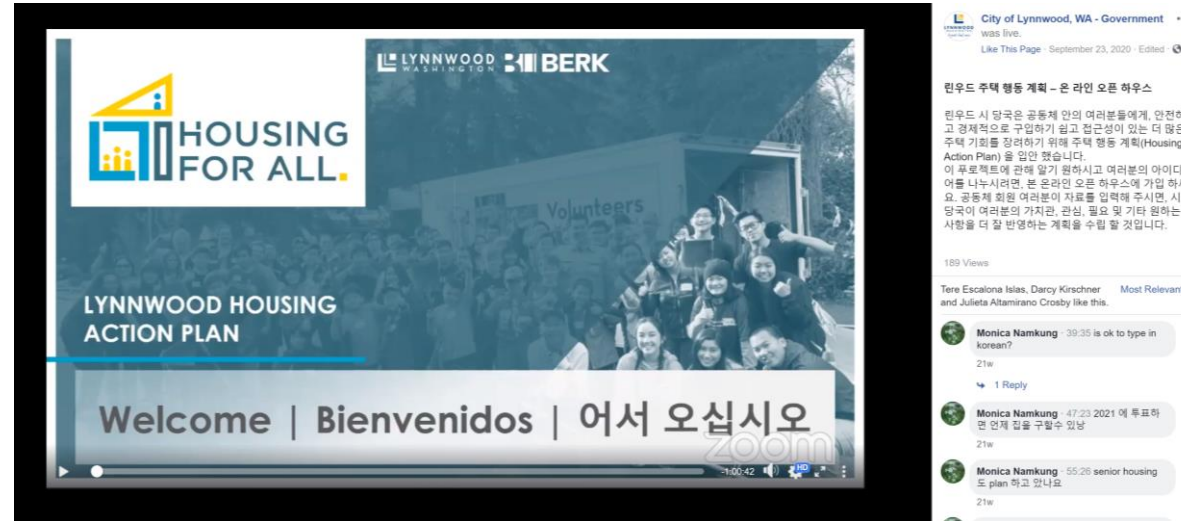 LYNNWOOD
WASHINGTON
BERK
HOUSING
FOR ALL.
Volunteers
LYNNWOOD HOUSING
ACTION PLAN
Welcome | Bienvenidos | 어서 오십시오
zoom
-1:00:42
HD
City of Lynnwood, WA - Government
was live.
Like This Page · September 23, 2020 · Edited ·
린우드 주택 행동 계획 – 온 라인 오픈 하우스
린우드 시 당국은 공동체 안의 여러분들에게, 안전하
고 경제적으로 구입하기 쉽고 접근성이 있는 더 많은
주택 기회를 장려하기 위해 주택 행동 계획(Housing
Action Plan) 을 입안 했습니다.
이 푸로젝트에 관해 알기 원하시고 여러분의 아이디
어를 나누시려면, 본 온라인 오픈 하우스에 가입 하세
요. 공동체 회원 여러분이 자료를 입력해 주시면, 시
당국이 여러분의 가치관, 관심, 필요 및 기타 원하는
사항을 더 잘 반영하는 계획을 수립 할 것입니다.
189 Views
Tere Escalona Islas, Darcy Kirschner
and Julieta Altamirano Crosby like this.
Most Relevant
Monica Namkung · 39:35 is ok to type in
korean?
21w
1 Reply
Monica Namkung · 47:23 2021 에 투표하
면 언제 집을 구할수 있낭
21w
Monica Namkung · 55:26 senior housing
도 plan 하고 았나요
21w